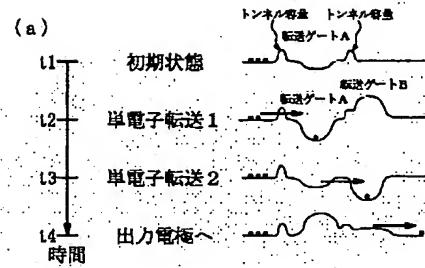 (a)
トンネル容量 トンネル容量
転送ゲートA
t1 初期状態
転送ゲートB
転送ゲートA
t2 単電子転送1
t3 単電子転送2
t4 出力電極へ
時間